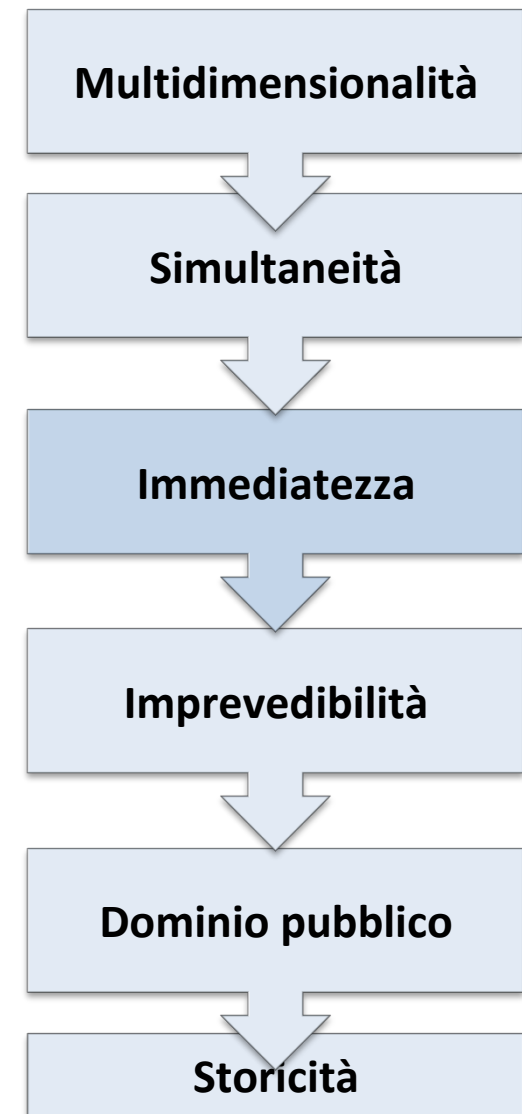 Multidimensionalità
Simultaneità
Immediatezza
Imprevedibilità
Dominio pubblico
Storicità